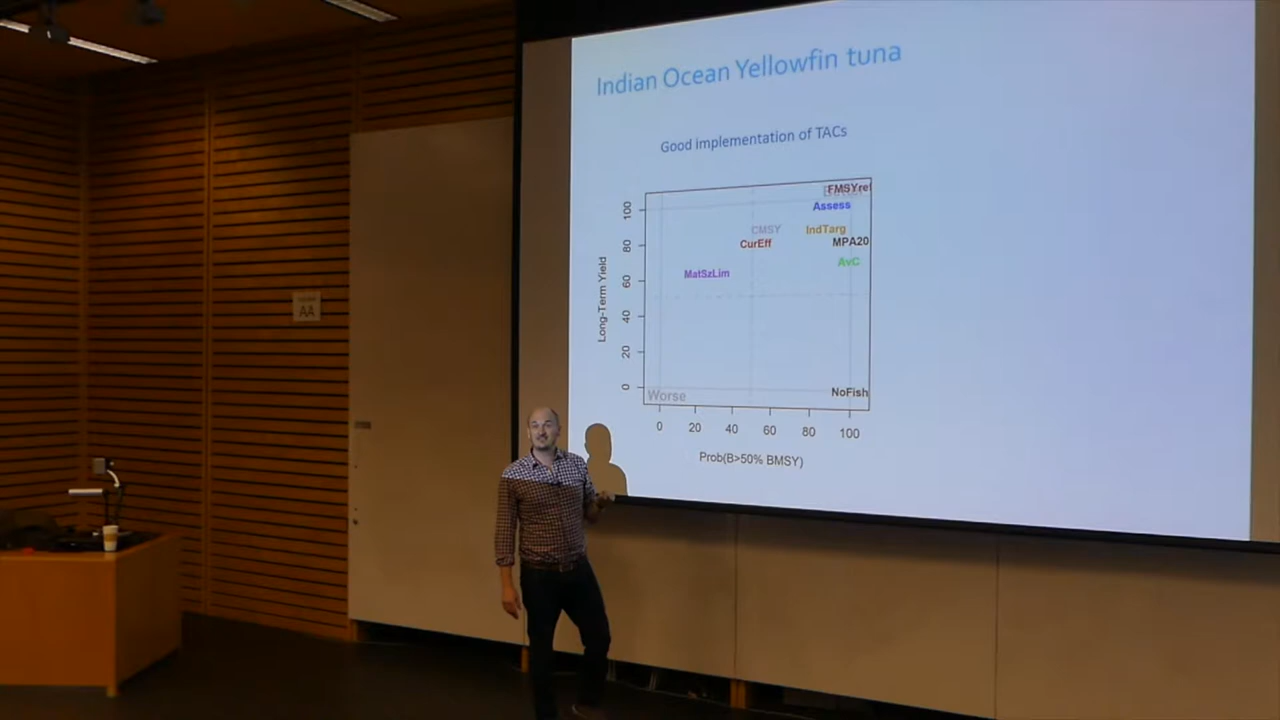 Indian Ocean Yellowfin tuna
Good implementation of TACs
FMSYref
Assess
CMSY
IndTarg
CurEff
MPA20
AvC
MatSzLim
NoFish
Worse
Long-Term Yield
100
80
60
40
20
0
0 20 40 60 80 100
Prob(B>50% BMSY)
AA